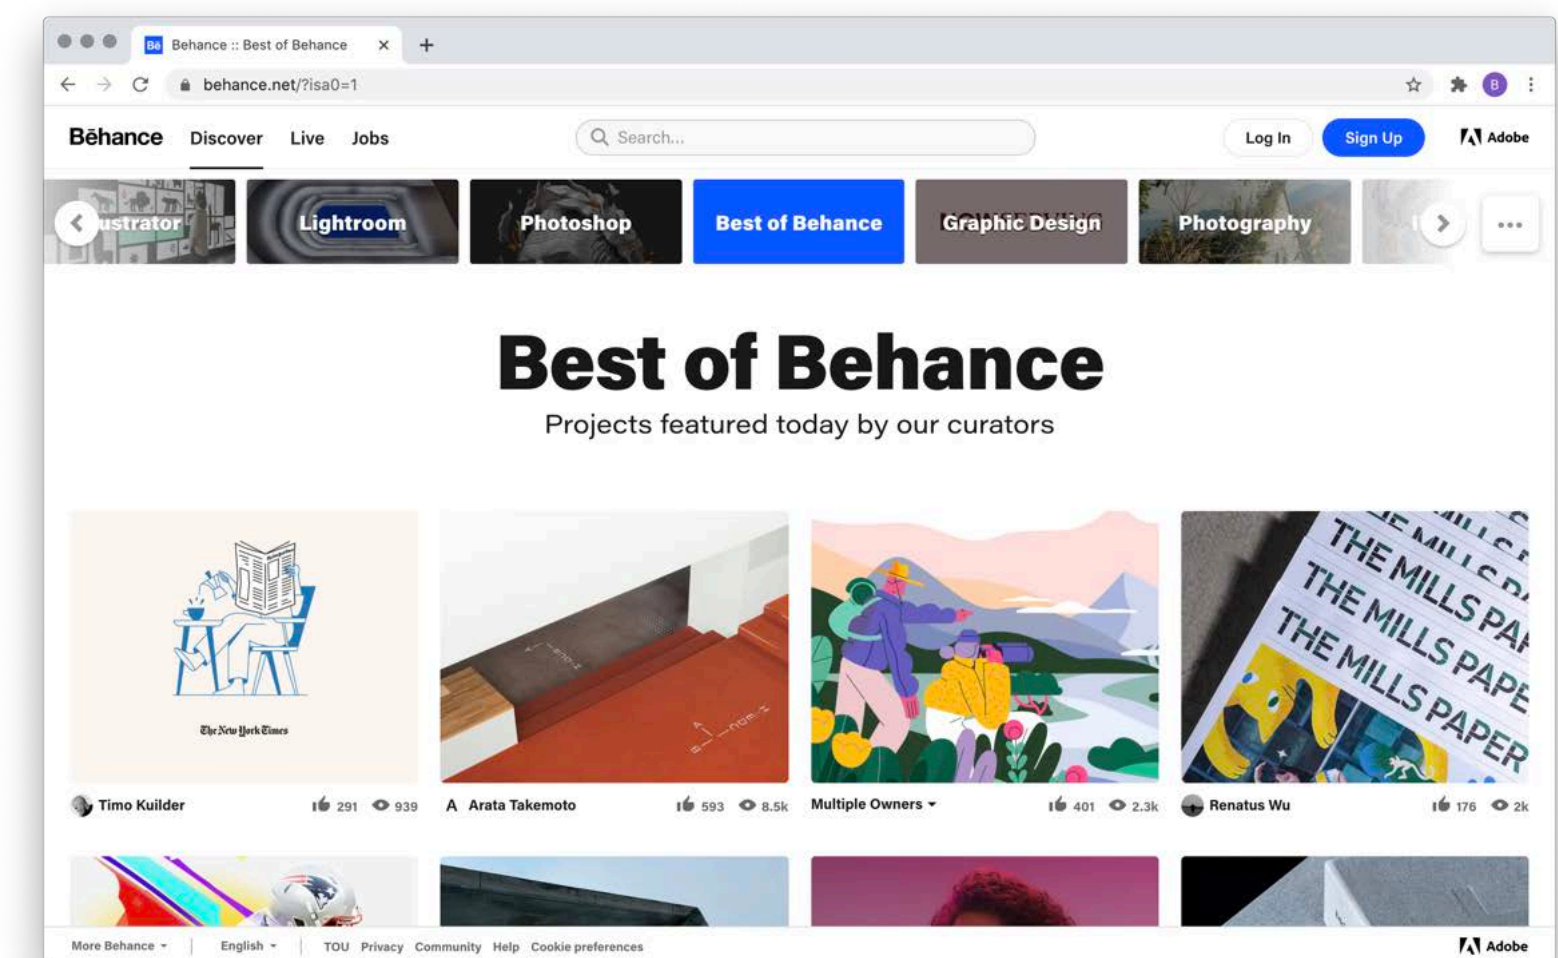 Bē Behance :: Best of Behance
behance.net/?isa0=1
B
Bēhance Discover Live Jobs
Search...
Log In Sign Up Adobe
ustrator Lightroom Photoshop Best of Behance Graphic Design Photography
Best of Behance
Projects featured today by our curators
The New York Times
THE MILLS PAPER
THE MILLS PAPE
THE MILLS PAP
Timo Kuilder 291 939
A Arata Takemoto 593 8.5k
Multiple Owners 401 2.3k
Renatus Wu 176 2k
More Behance English TOU Privacy Community Help Cookie preferences Adobe